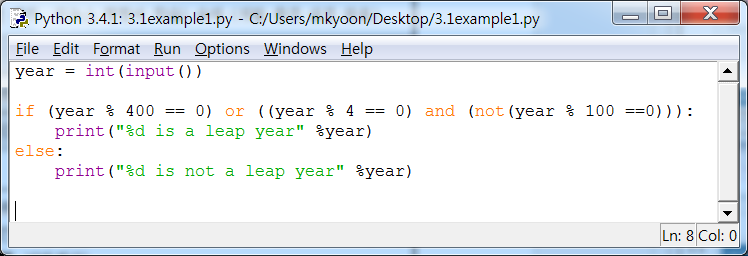 Python 3.4.1: 3.1example1.py - C:/Users/mkyoon/Desktop/3.1example1.py
File Edit Format Run Options Windows Help
year = int(input())
if (year % 400 == 0) or ((year % 4 == 0) and (not(year % 100 ==0))):
    print("%d is a leap year" %year)
else:
    print("%d is not a leap year" %year)
Ln: 8 Col: 0